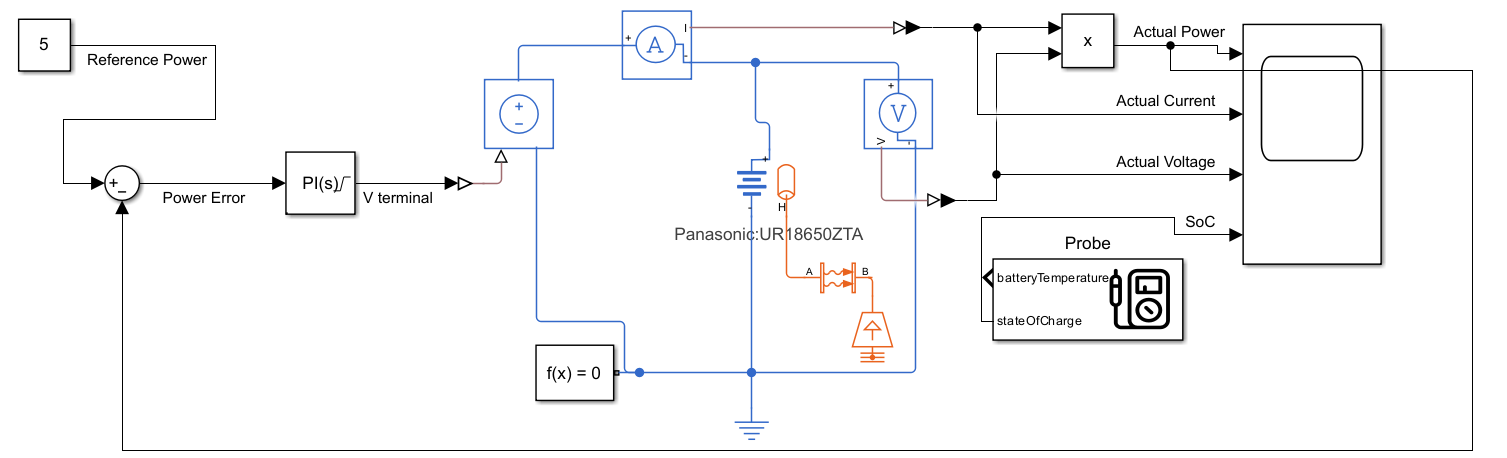 5
Reference Power
+
−
Power Error
PI(s)
V terminal
+
−
+
A
I
-
+
V
V
-
x
Actual Power
Actual Current
Actual Voltage
SoC
+
-
H
Panasonic:UR18650ZTA
A
B
f(x) = 0
Probe
batteryTemperature
stateOfCharge